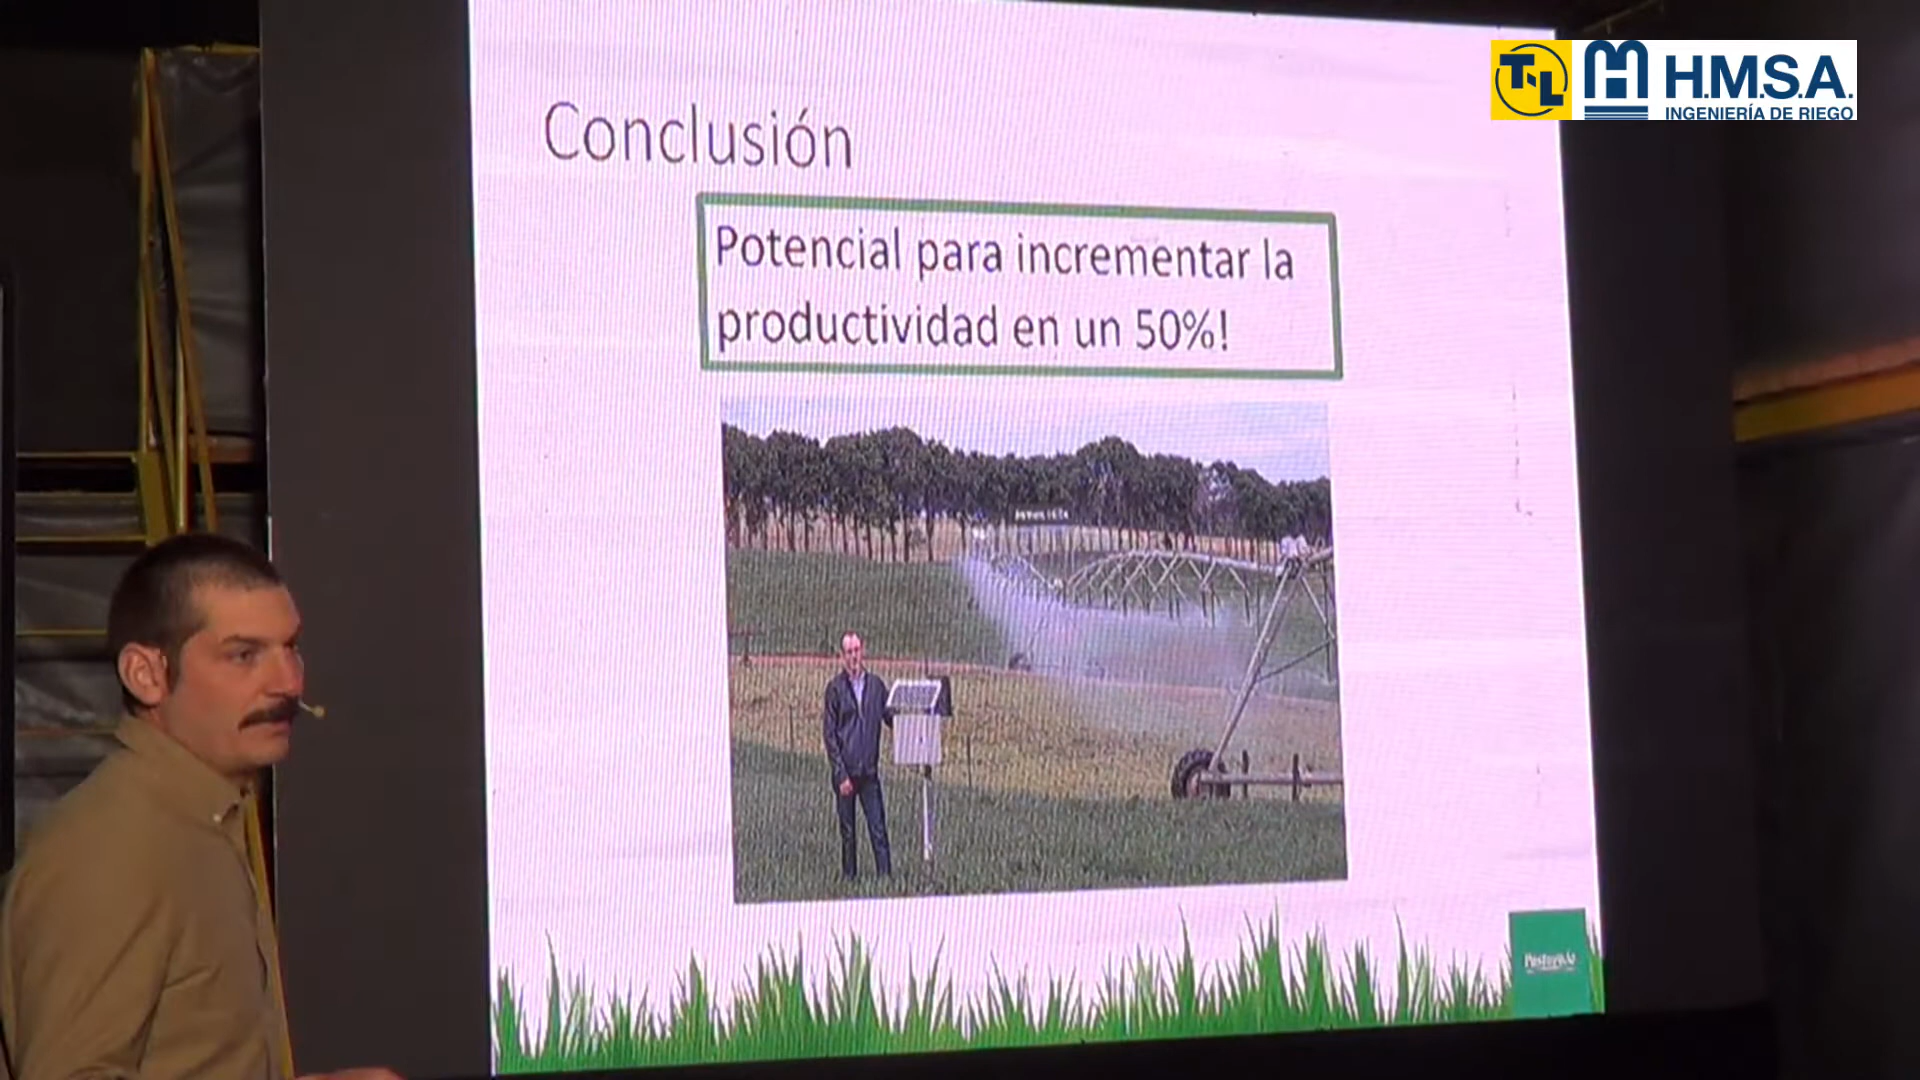 T-L
H.M.S.A.
INGENIERÍA DE RIEGO
Conclusión
Potencial para incrementar la
productividad en un 50%!